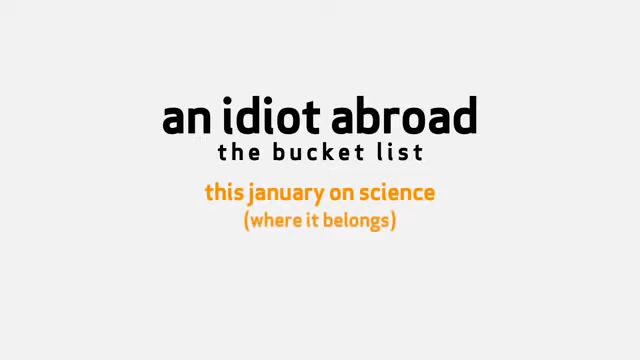 an idiot abroad
the bucket list
this january on science
(where it belongs)